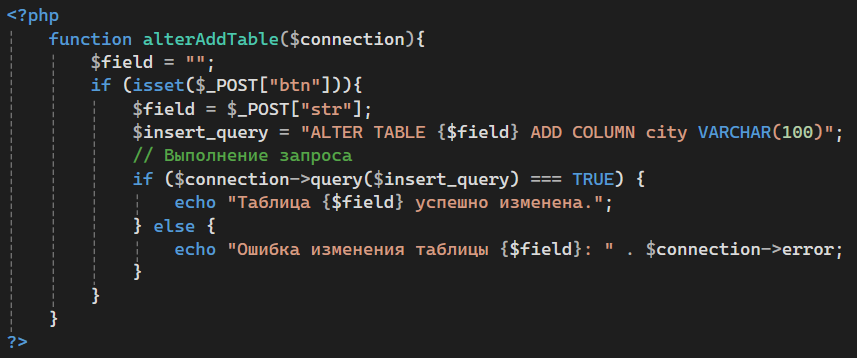 <?php
function alterAddTable($connection){
$field = "";
if (isset($_POST["btn"])){
$field = $_POST["str"];
$insert_query = "ALTER TABLE {$field} ADD COLUMN city VARCHAR(100)";
// Выполнение запроса
if ($connection->query($insert_query) === TRUE) {
echo "Таблица {$field} успешно изменена.";
} else {
echo "Ошибка изменения таблицы {$field}: " . $connection->error;
}
}
}
?>